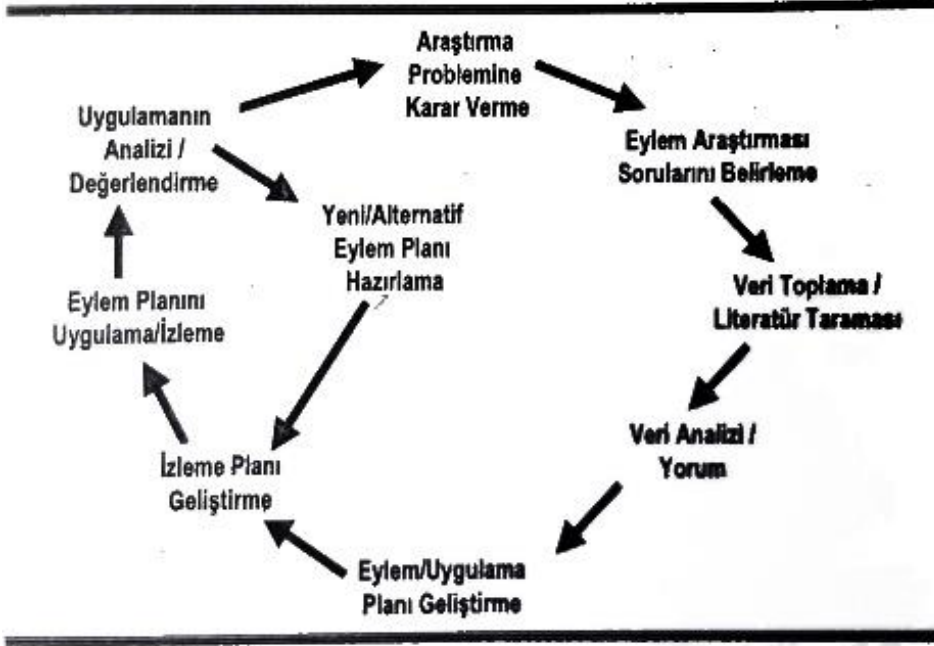 Araştırma
Problemine
Karar Verme
Eylem Araştırması
Sorularını Belirleme
Veri Toplama /
Literatür Taraması
Veri Analizi /
Yorum
Eylem/Uygulama
Planı Geliştirme
İzleme Planı
Geliştirme
Eylem Planını
Uygulama/İzleme
Uygulamanın
Analizi /
Değerlendirme
Yeni/Alternatif
Eylem Planı
Hazırlama